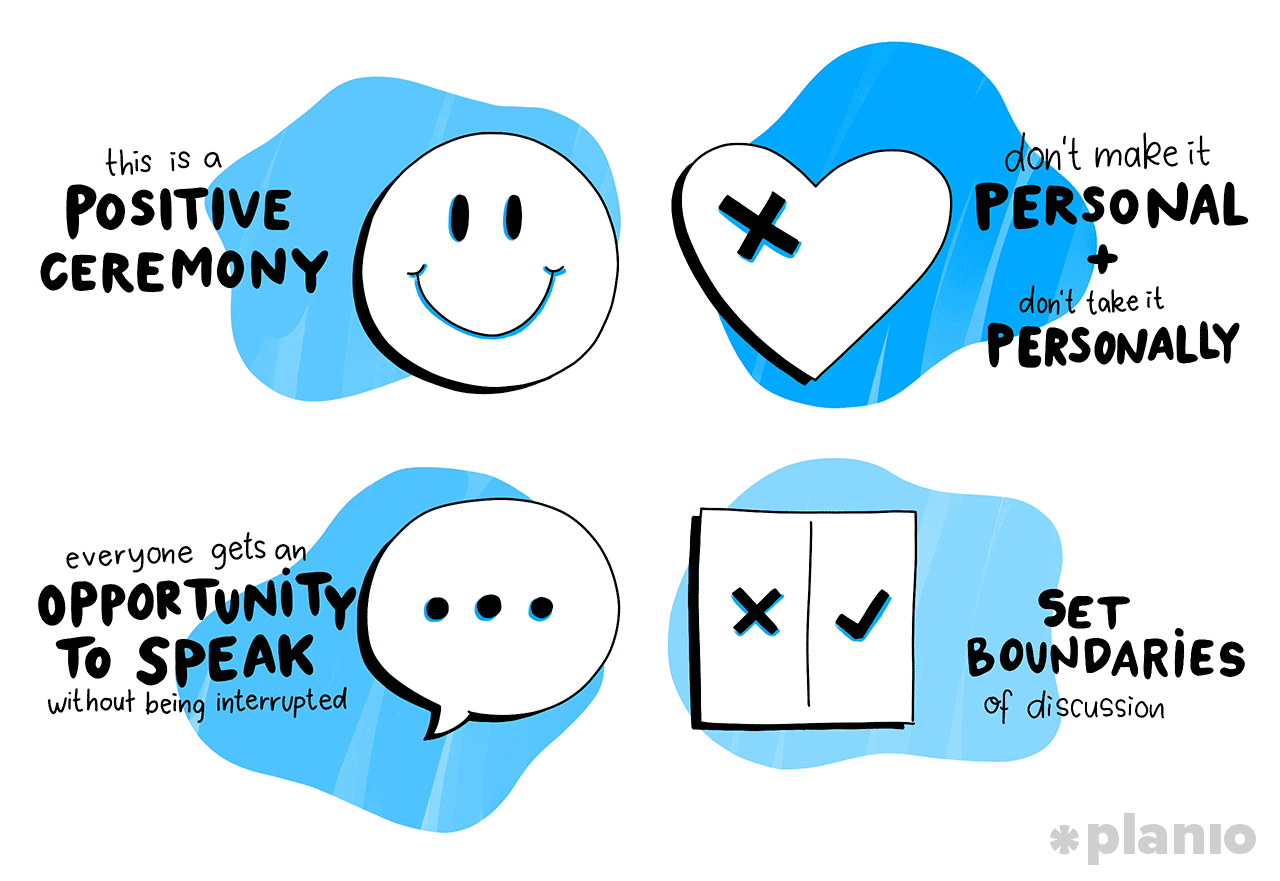 this is a
POSITIVE
CEREMONY
don't make it
PERSONAL
+
don't take it
PERSONALLY
everyone gets an
OPPORTUNITY
TO SPEAK
without being interrupted
SET
BOUNDARIES
of discussion
planio